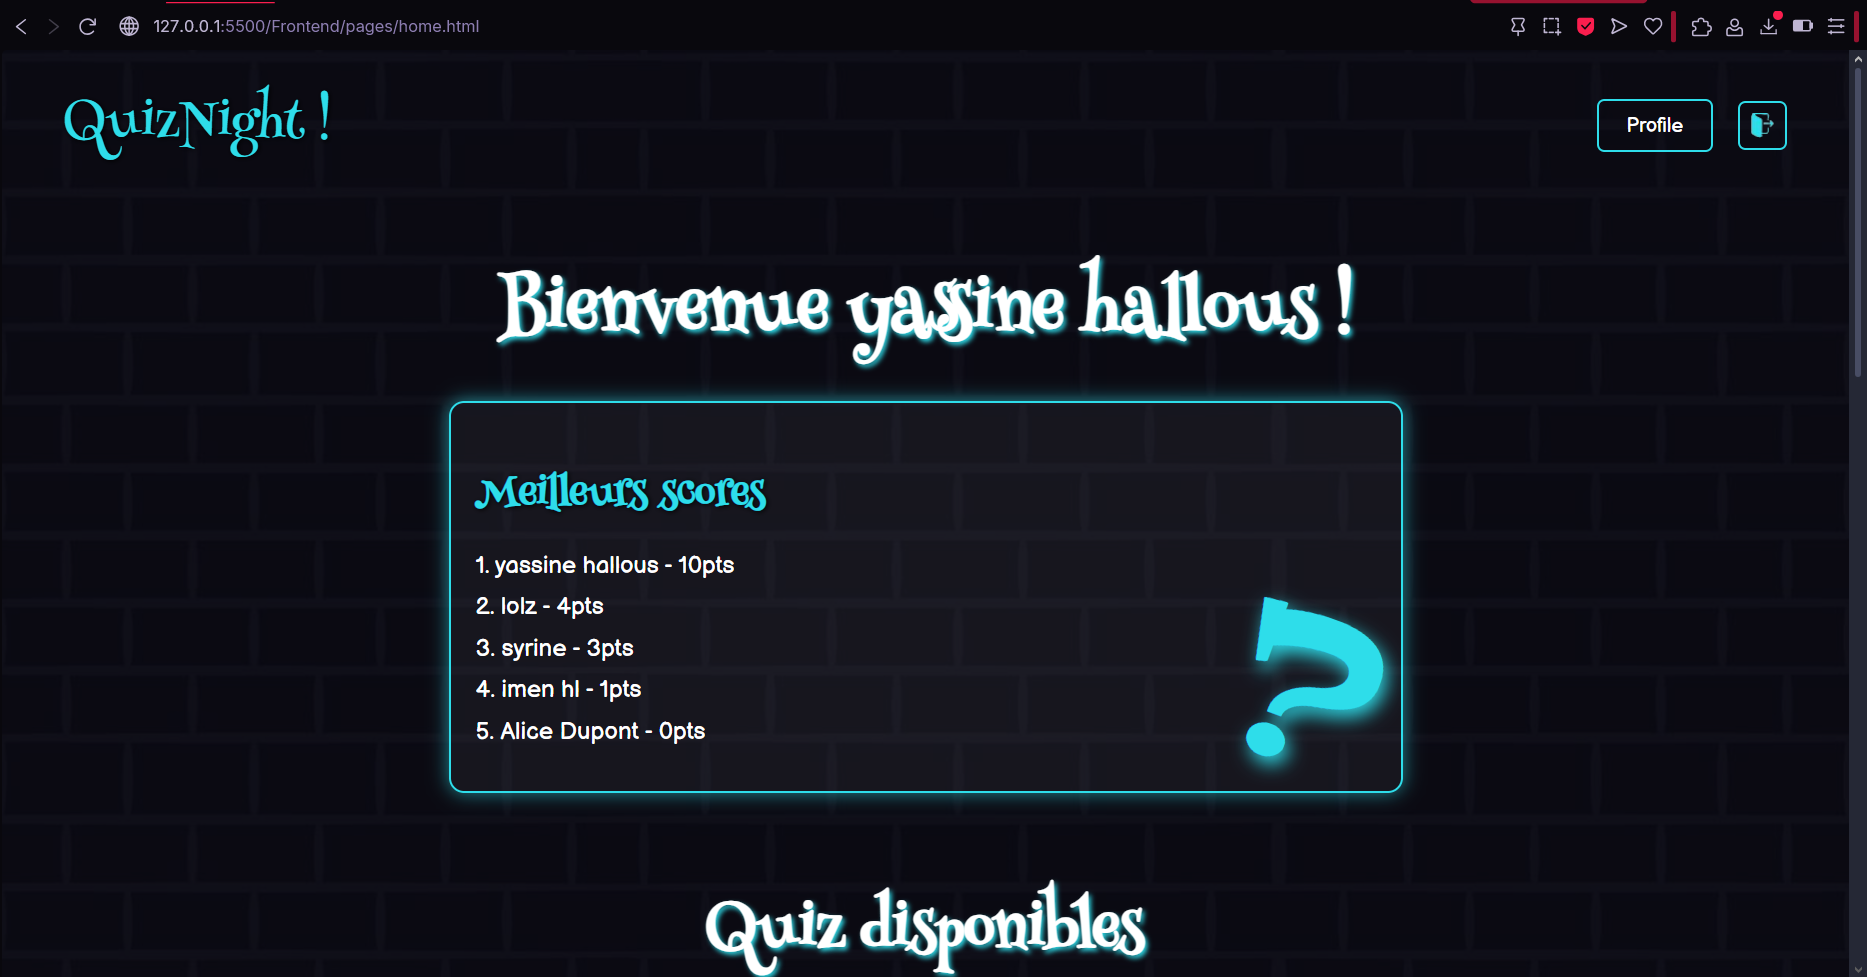 127.0.0.1:5500/Frontend/pages/home.html
QuizNight !
Profile
Bienvenue yassine hallous !
Meilleurs scores
1. yassine hallous - 10pts
2. lolz - 4pts
3. syrine - 3pts
4. imen hl - 1pts
5. Alice Dupont - 0pts
?
Quiz disponibles